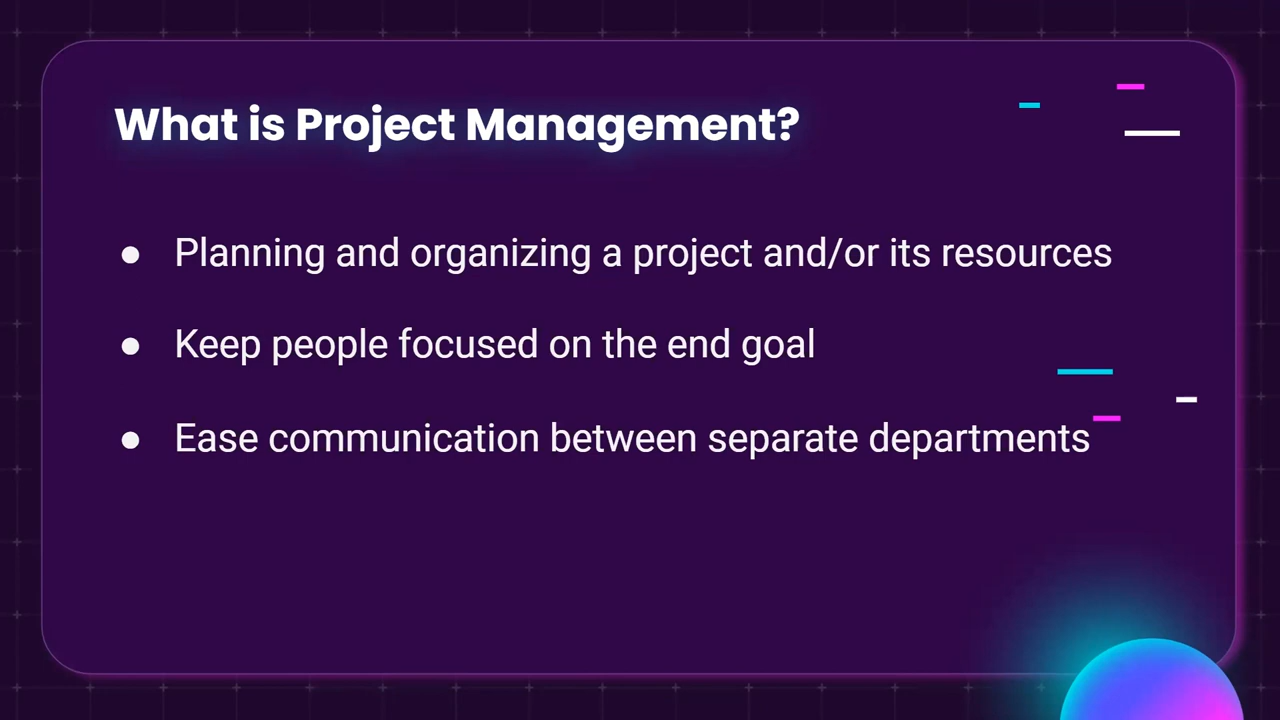 What is Project Management?
● Planning and organizing a project and/or its resources
● Keep people focused on the end goal
● Ease communication between separate departments